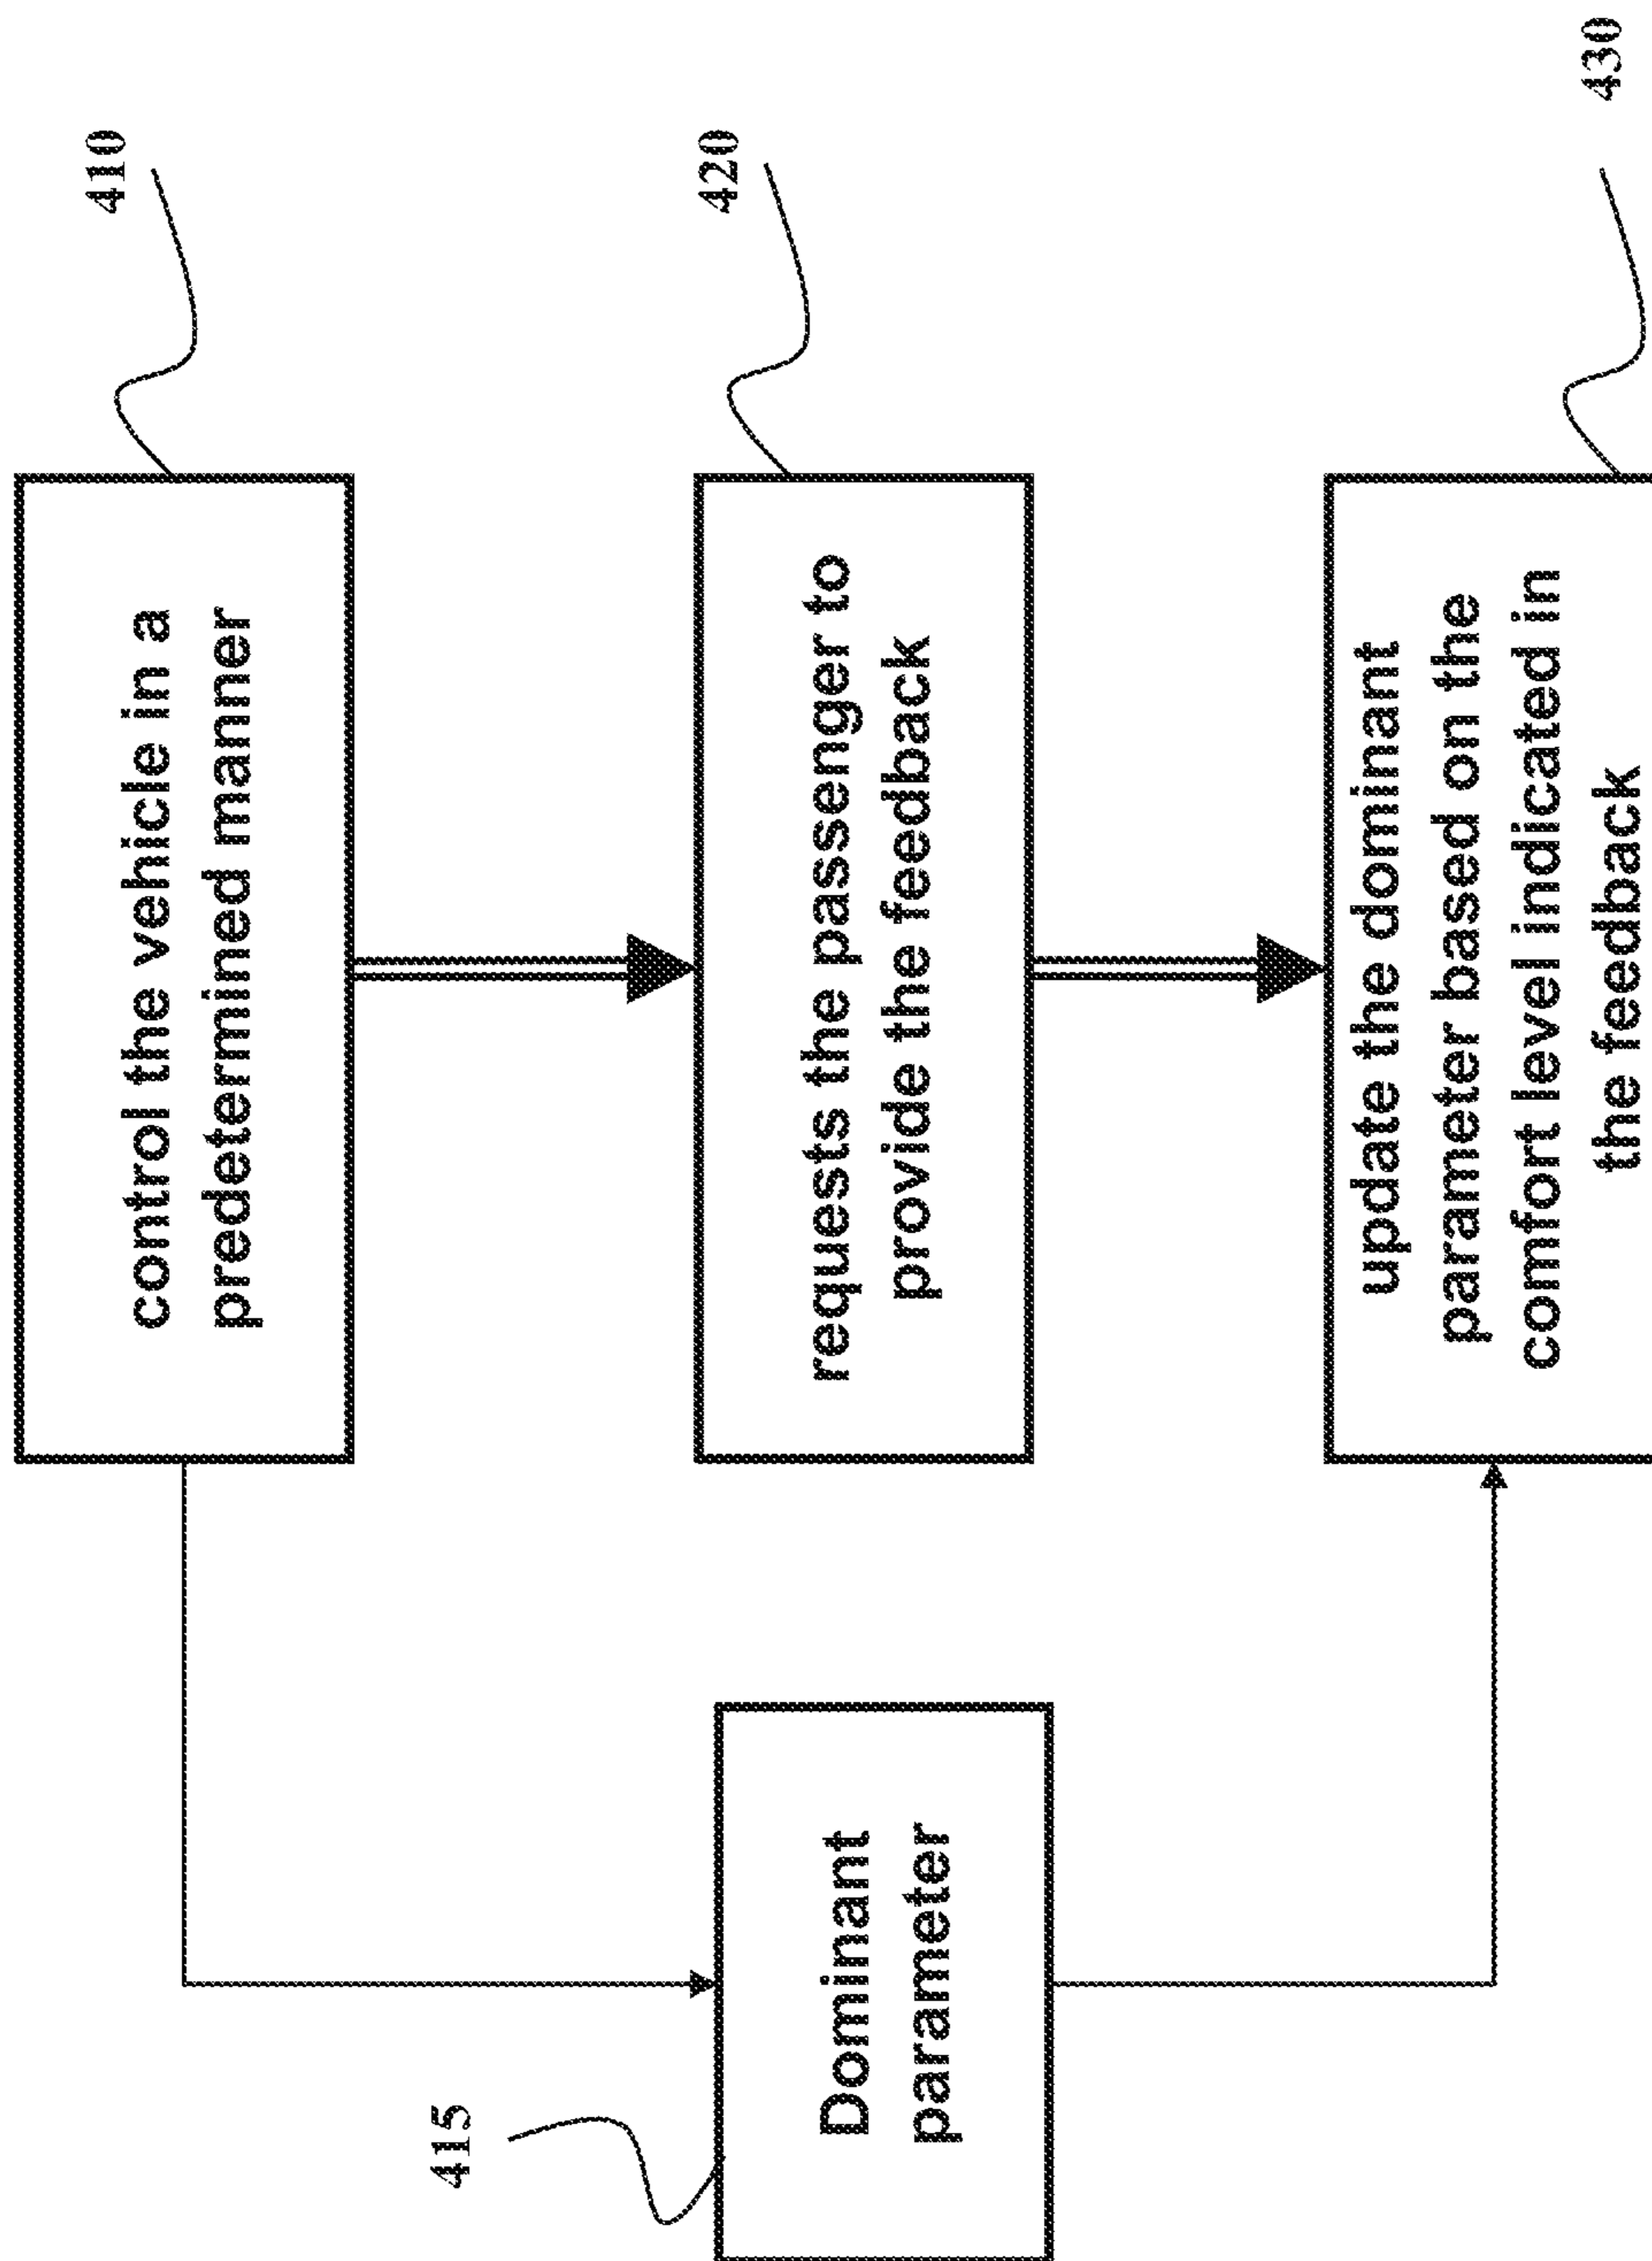 control the vehicle in a
predetermined manner
410
415
Dominant
parameter
requests the passenger to
provide the feedback
420
update the dominant
parameter based on the
comfort level indicated in
the feedback
430